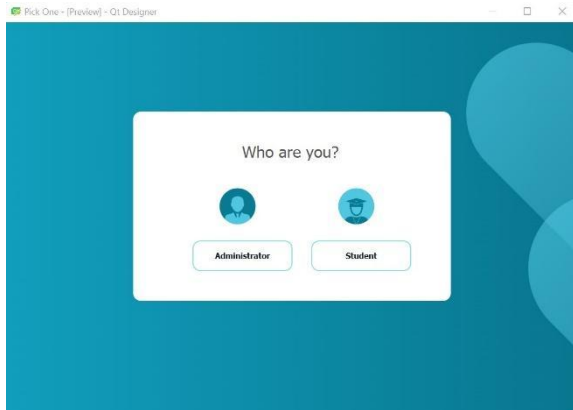 Pick One - [Preview] - Qt Designer
Who are you?
Administrator
Student